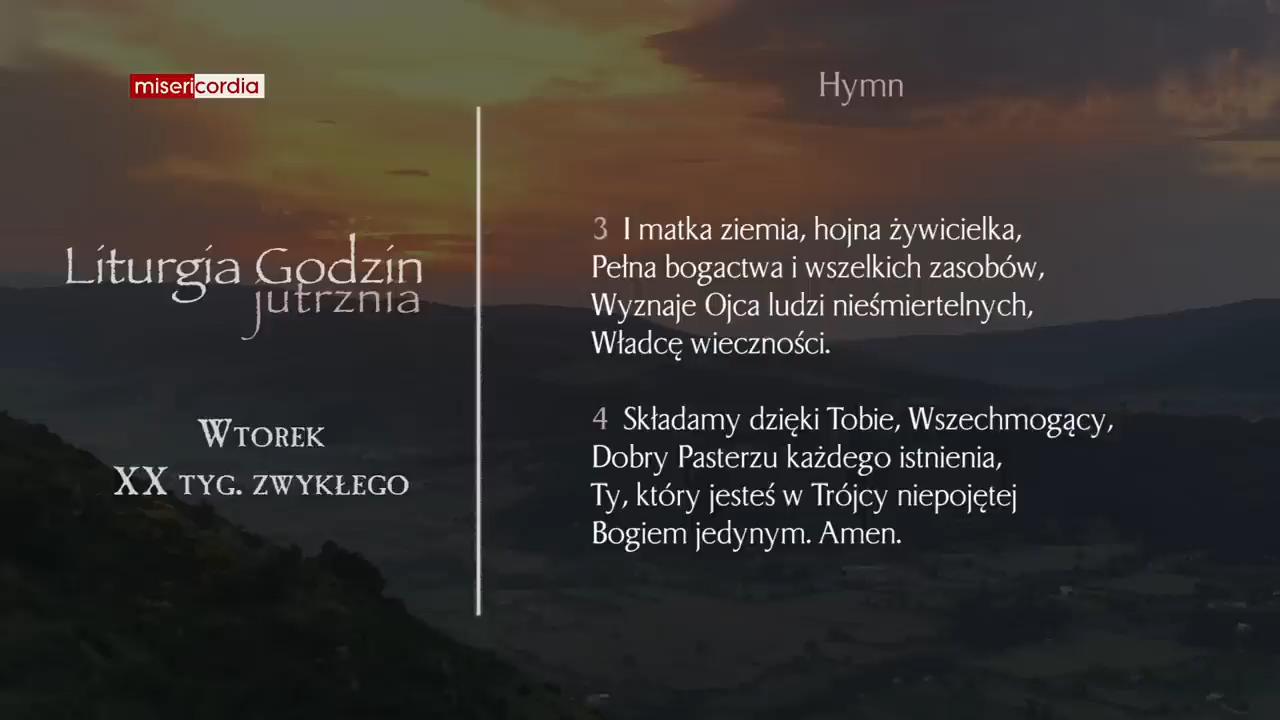 misericordia
Hymn
Liturgia Godzin
jutrznia
Wtorek
XX tyg. zwykłego
3 I matka ziemia, hojna żywicielka,
Pełna bogactwa i wszelkich zasobów,
Wyznaje Ojca ludzi nieśmiertelnych,
Władcę wieczności.
4 Składamy dzięki Tobie, Wszechmogący,
Dobry Pasterzu każdego istnienia,
Ty, który jesteś w Trójcy niepojętej
Bogiem jedynym. Amen.